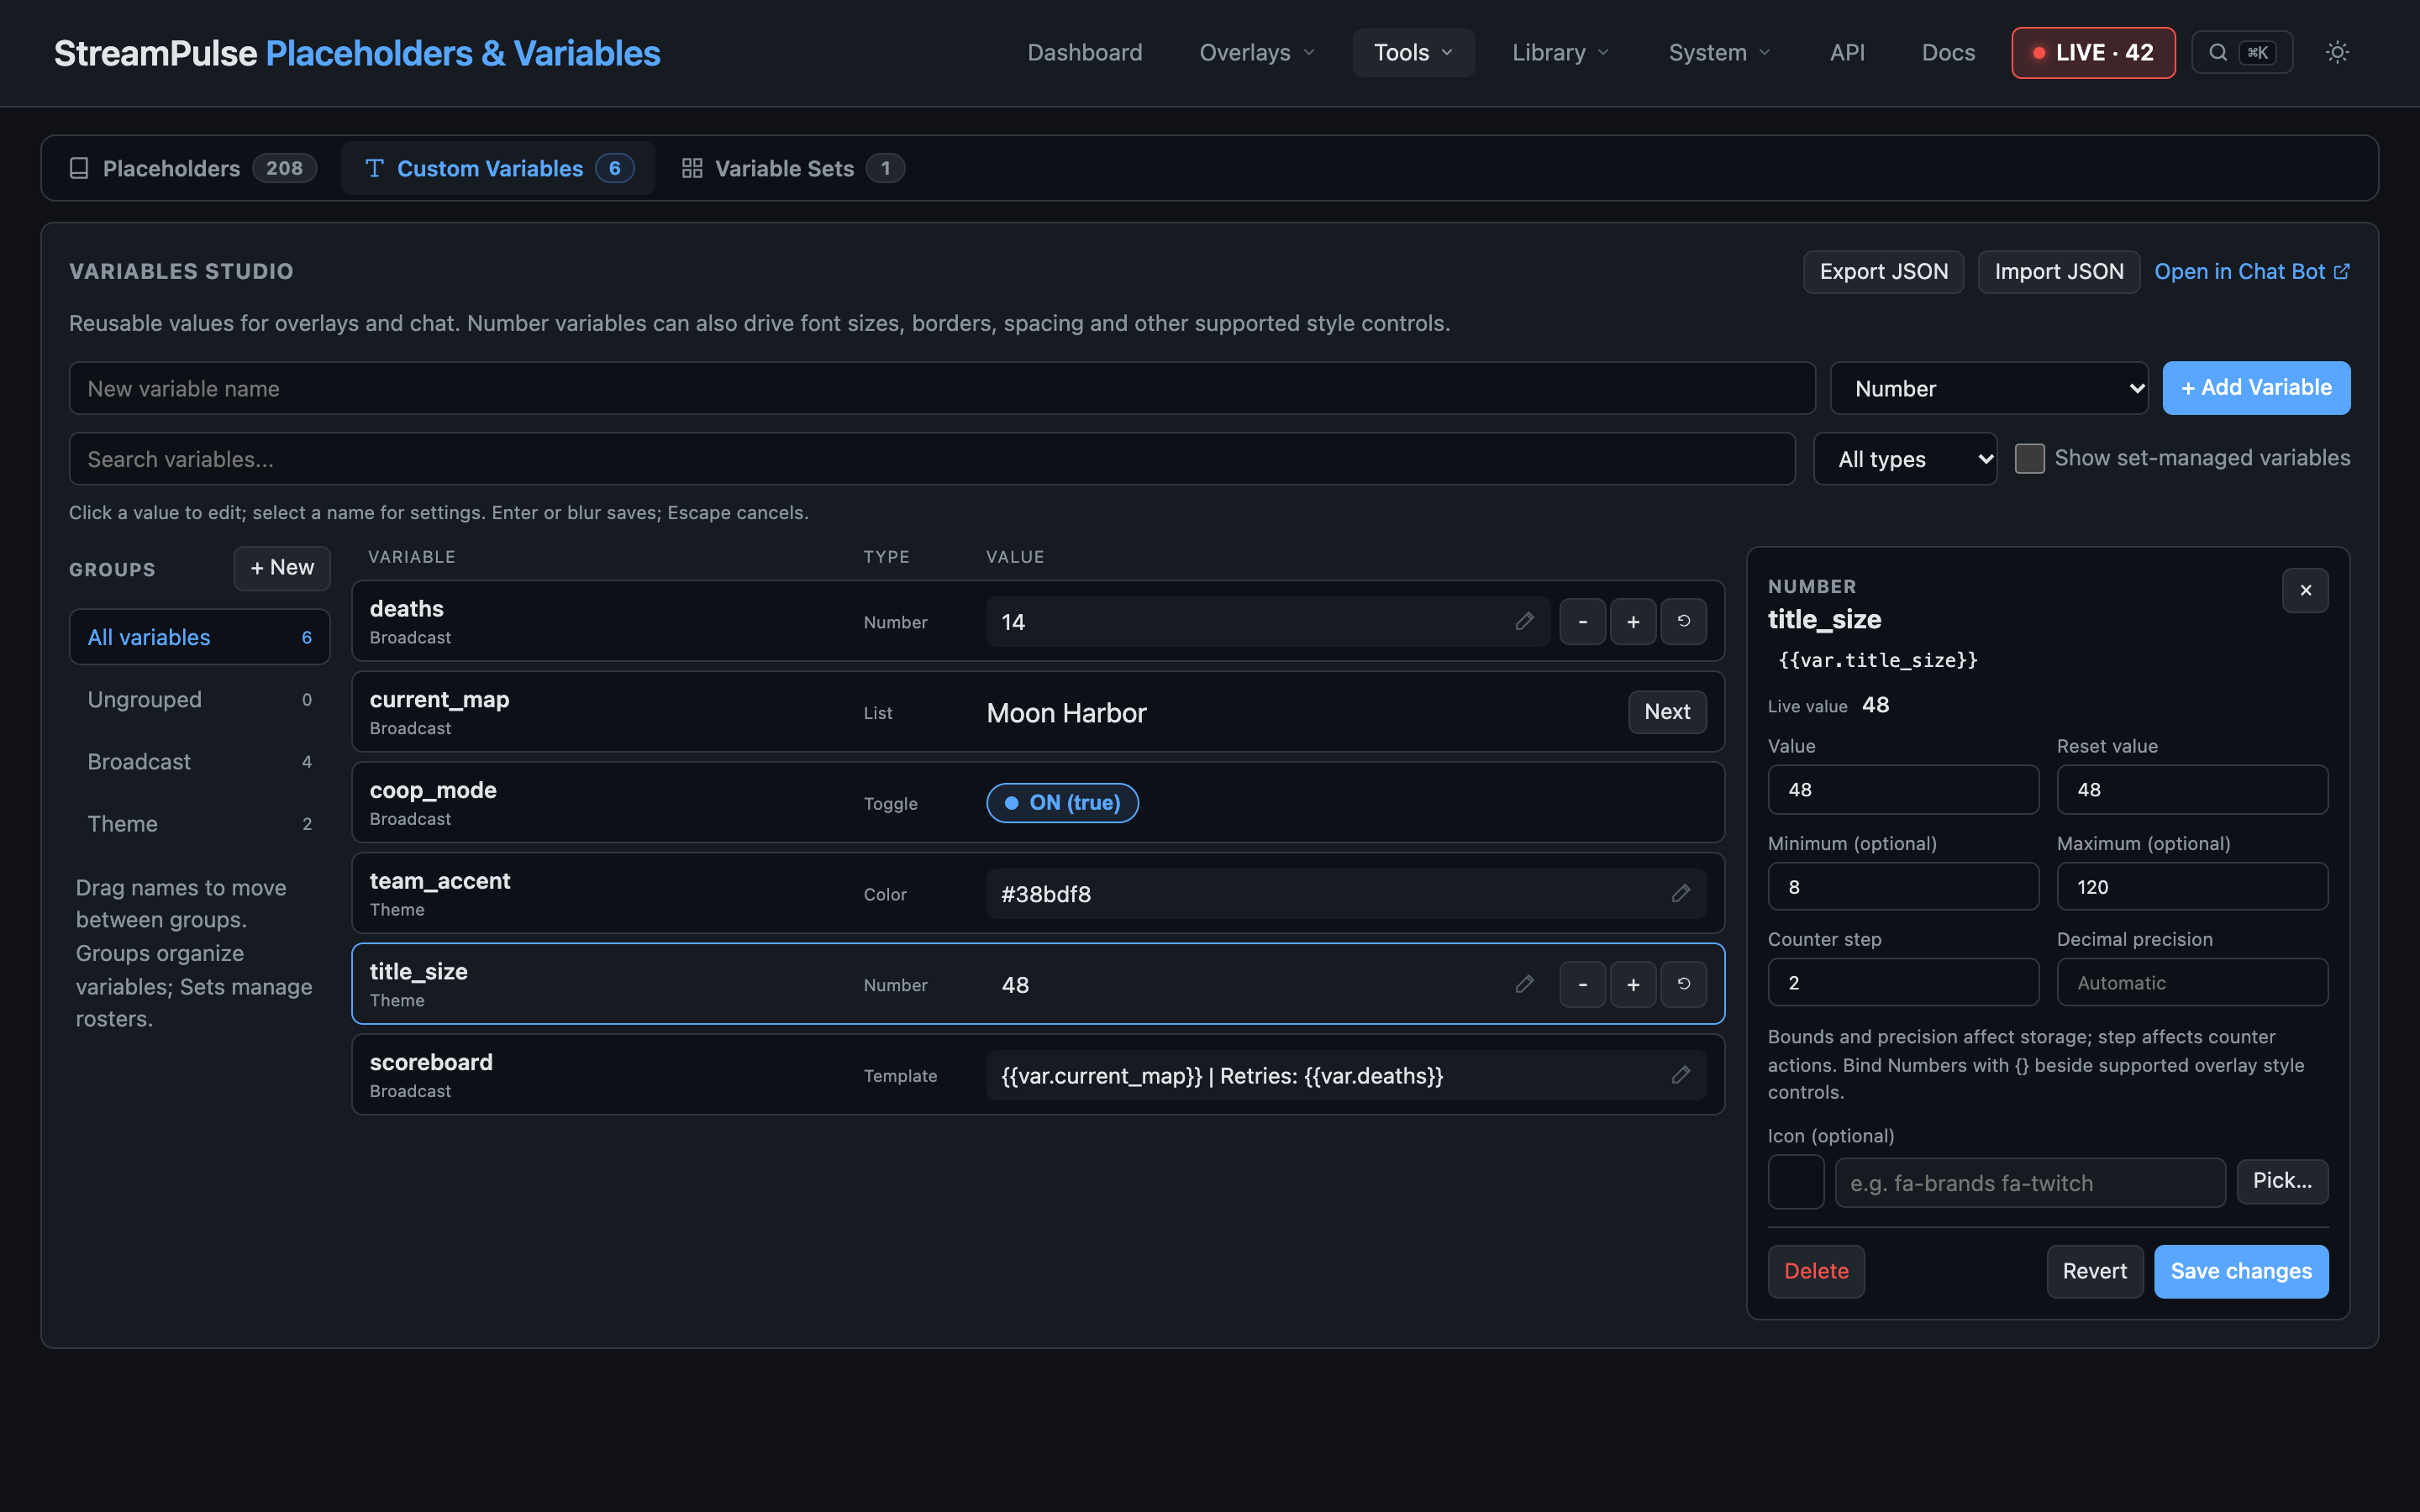 StreamPulse Placeholders & Variables
Dashboard
Overlays
Tools
Library
System
API
Docs
LIVE · 42
⌘K
Placeholders 208
Custom Variables 6
Variable Sets 1
VARIABLES STUDIO
Export JSON
Import JSON
Open in Chat Bot
Reusable values for overlays and chat. Number variables can also drive font sizes, borders, spacing and other supported style controls.
New variable name
Number
+ Add Variable
Search variables...
All types
Show set-managed variables
Click a value to edit; select a name for settings. Enter or blur saves; Escape cancels.
GROUPS
+ New
All variables 6
Ungrouped 0
Broadcast 4
Theme 2
Drag names to move
between groups.
Groups organize
variables; Sets manage
rosters.
VARIABLE TYPE VALUE
deaths
Broadcast
Number
14
- +
current_map
Broadcast
List
Moon Harbor
Next
coop_mode
Broadcast
Toggle
ON (true)
team_accent
Theme
Color
#38bdf8
title_size
Theme
Number
48
- +
scoreboard
Broadcast
Template
{{var.current_map}} | Retries: {{var.deaths}}
NUMBER
×
title_size
{{var.title_size}}
Live value 48
Value
48
Reset value
48
Minimum (optional)
8
Maximum (optional)
120
Counter step
2
Decimal precision
Automatic
Bounds and precision affect storage; step affects counter
actions. Bind Numbers with {} beside supported overlay style
controls.
Icon (optional)
e.g. fa-brands fa-twitch
Pick...
Delete
Revert
Save changes